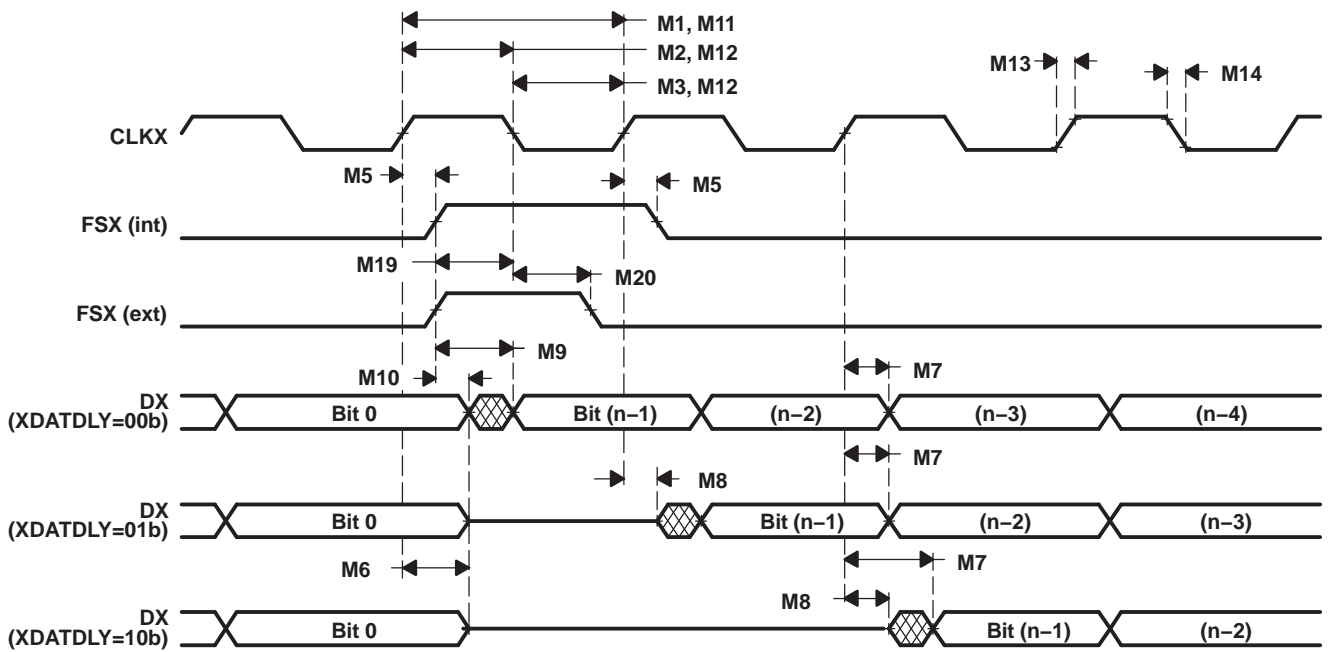 M1, M11
M2, M12
M3, M12
M13
M14
CLKX
M5
M5
FSX (int)
M19
M20
FSX (ext)
M9
M10
M7
DX
(XDATDLY=00b)
Bit 0
Bit (n−1)
(n−2)
(n−3)
(n−4)
M7
M8
DX
(XDATDLY=01b)
Bit 0
Bit (n−1)
(n−2)
(n−3)
M6
M7
M8
DX
(XDATDLY=10b)
Bit 0
Bit (n−1)
(n−2)